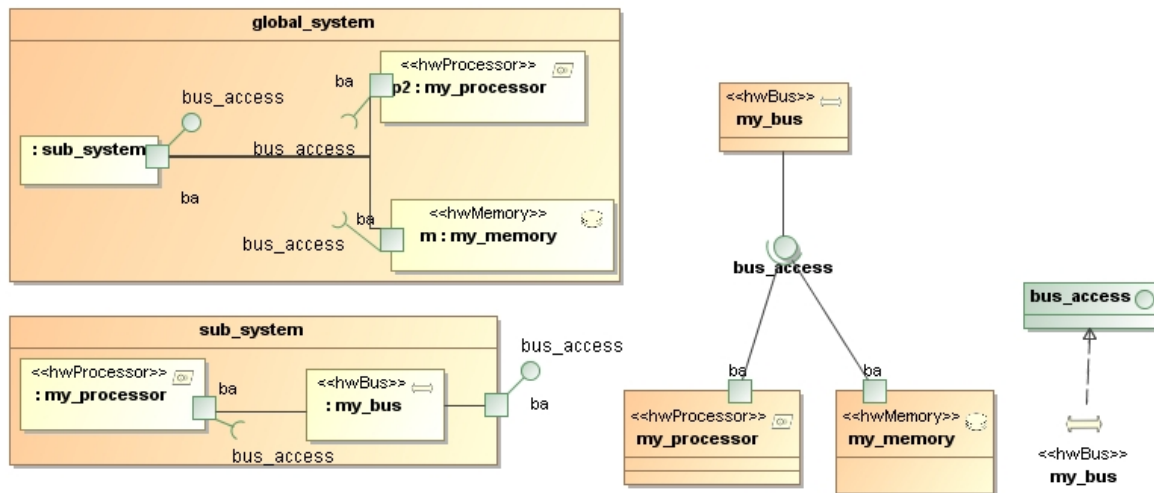 global_system
<<hwProcessor>>
ba
p2 : my_processor
bus_access
: sub_system
bus_access
ba
<<hwMemory>>
ba
m : my_memory
bus_access
sub_system
bus_access
<<hwProcessor>>
: my_processor
ba
<<hwBus>>
: my_bus
ba
bus_access
<<hwBus>>
my_bus
bus_access
ba
ba
<<hwProcessor>>
my_processor
<<hwMemory>>
my_memory
bus_access
<<hwBus>>
my_bus